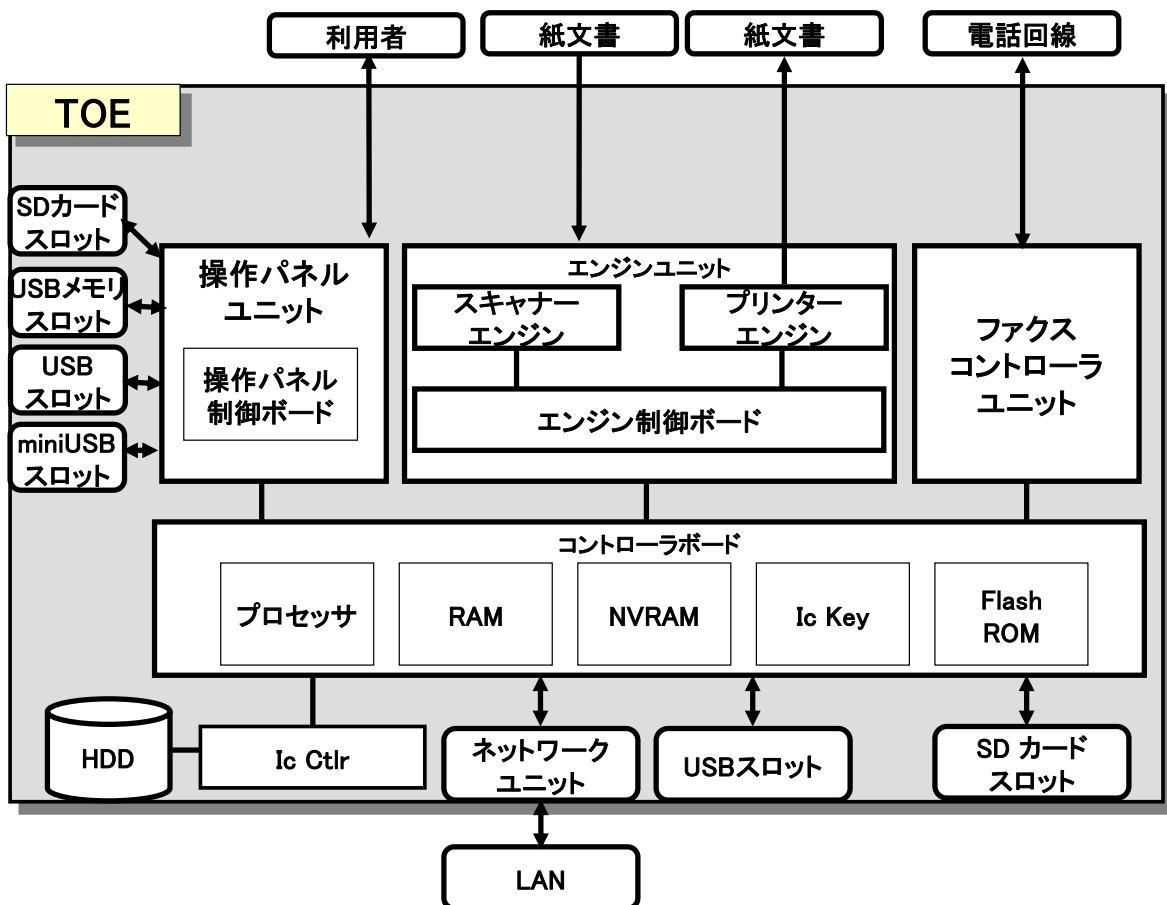 利用者
紙文書
紙文書
電話回線
TOE
SDカード
スロット
USBメモリ
スロット
USB
スロット
miniUSB
スロット
操作パネル
ユニット
操作パネル
制御ボード
エンジンユニット
スキャナー
エンジン
プリンター
エンジン
エンジン制御ボード
ファクス
コントローラ
ユニット
コントローラボード
プロセッサ
RAM
NVRAM
Ic Key
Flash
ROM
HDD
Ic Ctlr
ネットワーク
ユニット
USBスロット
SD カード
スロット
LAN